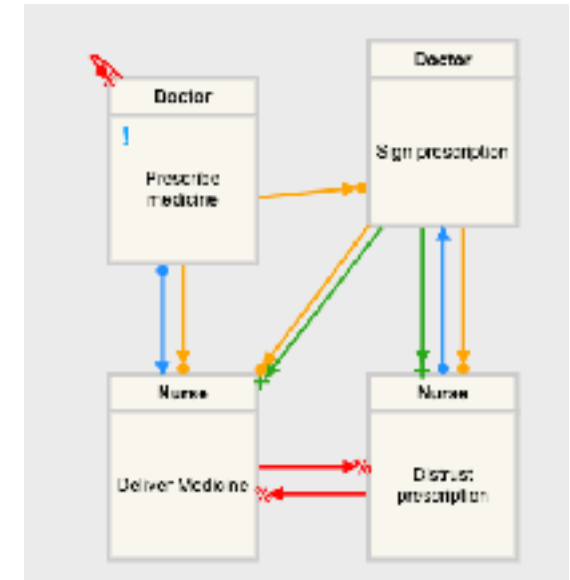 Doctor
Prescribe
medicine
!
Doctor
Sign prescription
Nurse
Deliver Medicine
%
%
Nurse
Distrust
prescription